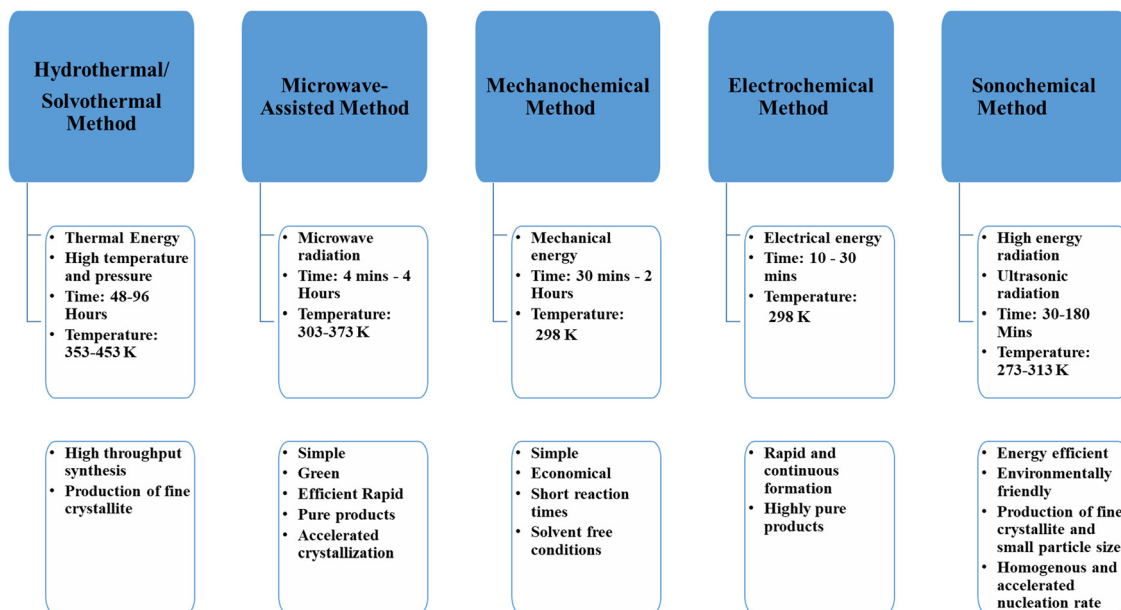 Hydrothermal/
Solvothermal
Method
Microwave-
Assisted Method
Mechanochemical
Method
Electrochemical
Method
Sonochemical
Method
• Thermal Energy
• High temperature
and pressure
• Time: 48-96
Hours
• Temperature:
353-453 K
• Microwave
radiation
• Time: 4 mins - 4
Hours
• Temperature:
303-373 K
• Mechanical
energy
• Time: 30 mins - 2
Hours
• Temperature:
298 K
• Electrical energy
• Time: 10 - 30
mins
• Temperature:
298 K
• High energy
radiation
• Ultrasonic
radiation
• Time: 30-180
Mins
• Temperature:
273-313 K
• High throughput
synthesis
• Production of fine
crystallite
• Simple
• Green
• Efficient Rapid
• Pure products
• Accelerated
crystallization
• Simple
• Economical
• Short reaction
times
• Solvent free
conditions
• Rapid and
continuous
formation
• Highly pure
products
• Energy efficient
• Environmentally
friendly
• Production of fine
crystallite and
small particle size
• Homogenous and
accelerated
nucleation rate